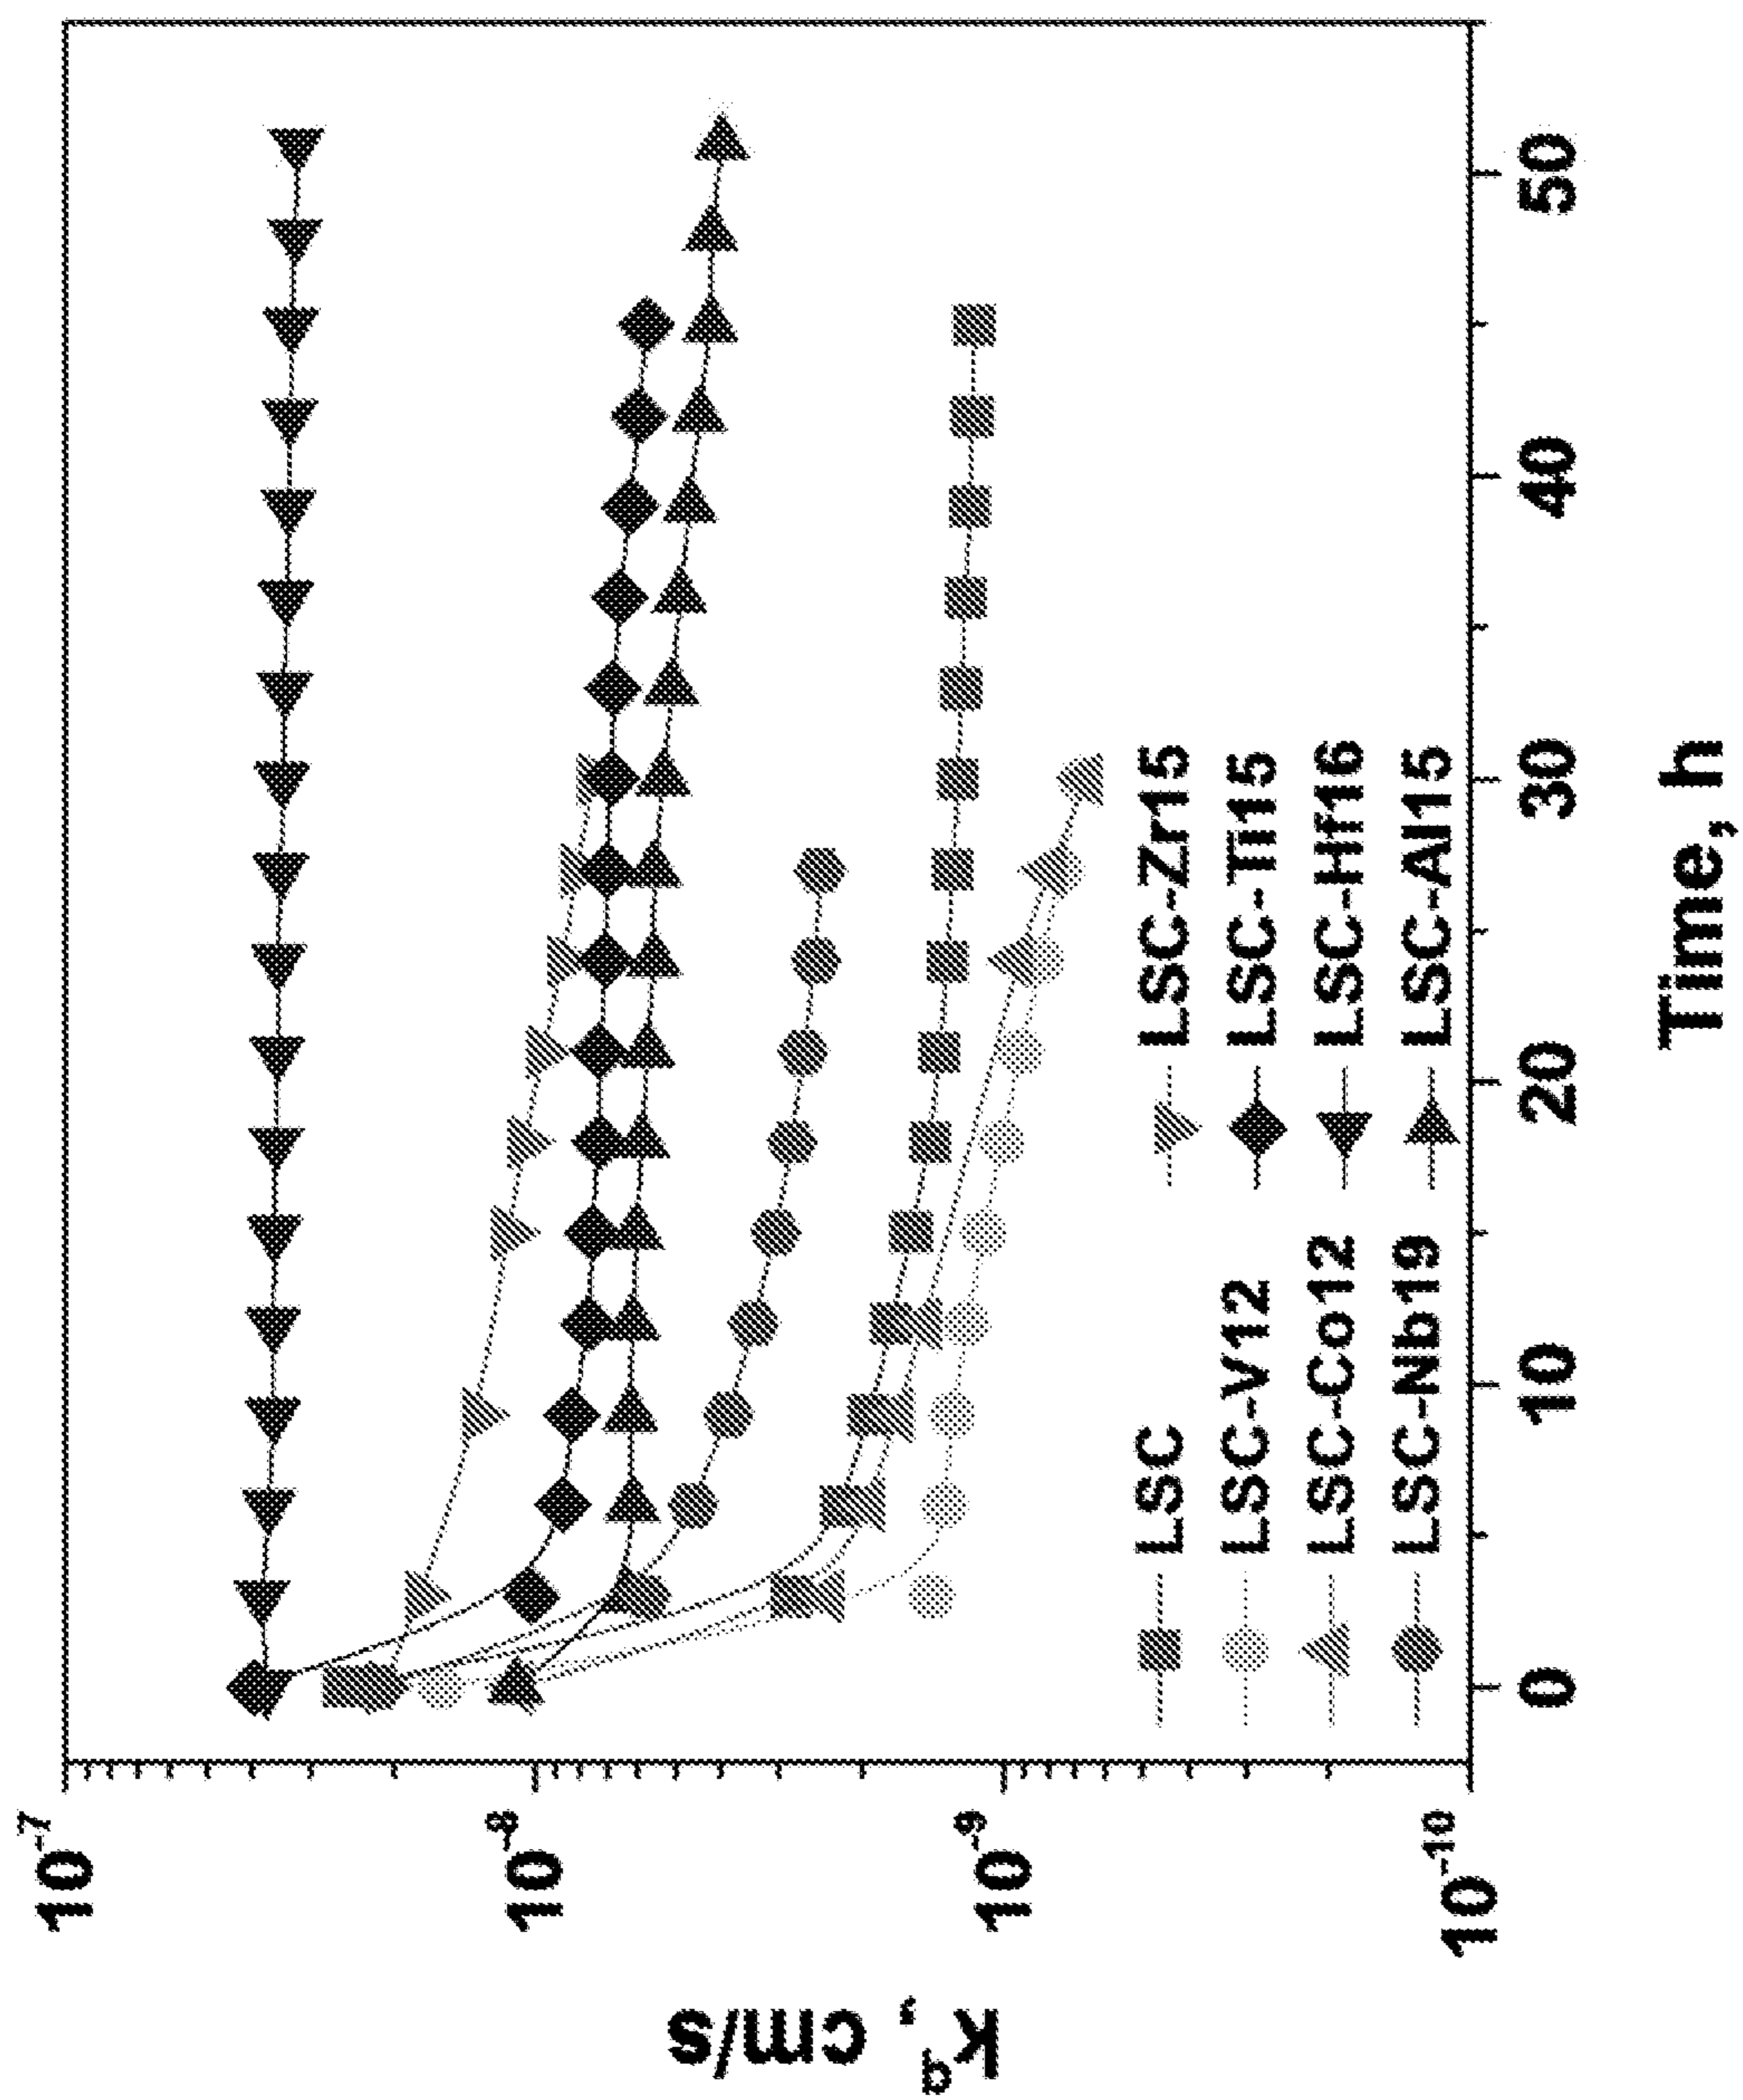 k^q, cm/s
10^-7
10^-8
10^-9
10^-10
LSC
LSC-V12
LSC-Co12
LSC-Nb19
LSC-Zr15
LSC-Ti15
LSC-Hf16
LSC-Al15
0 10 20 30 40 50
Time, h